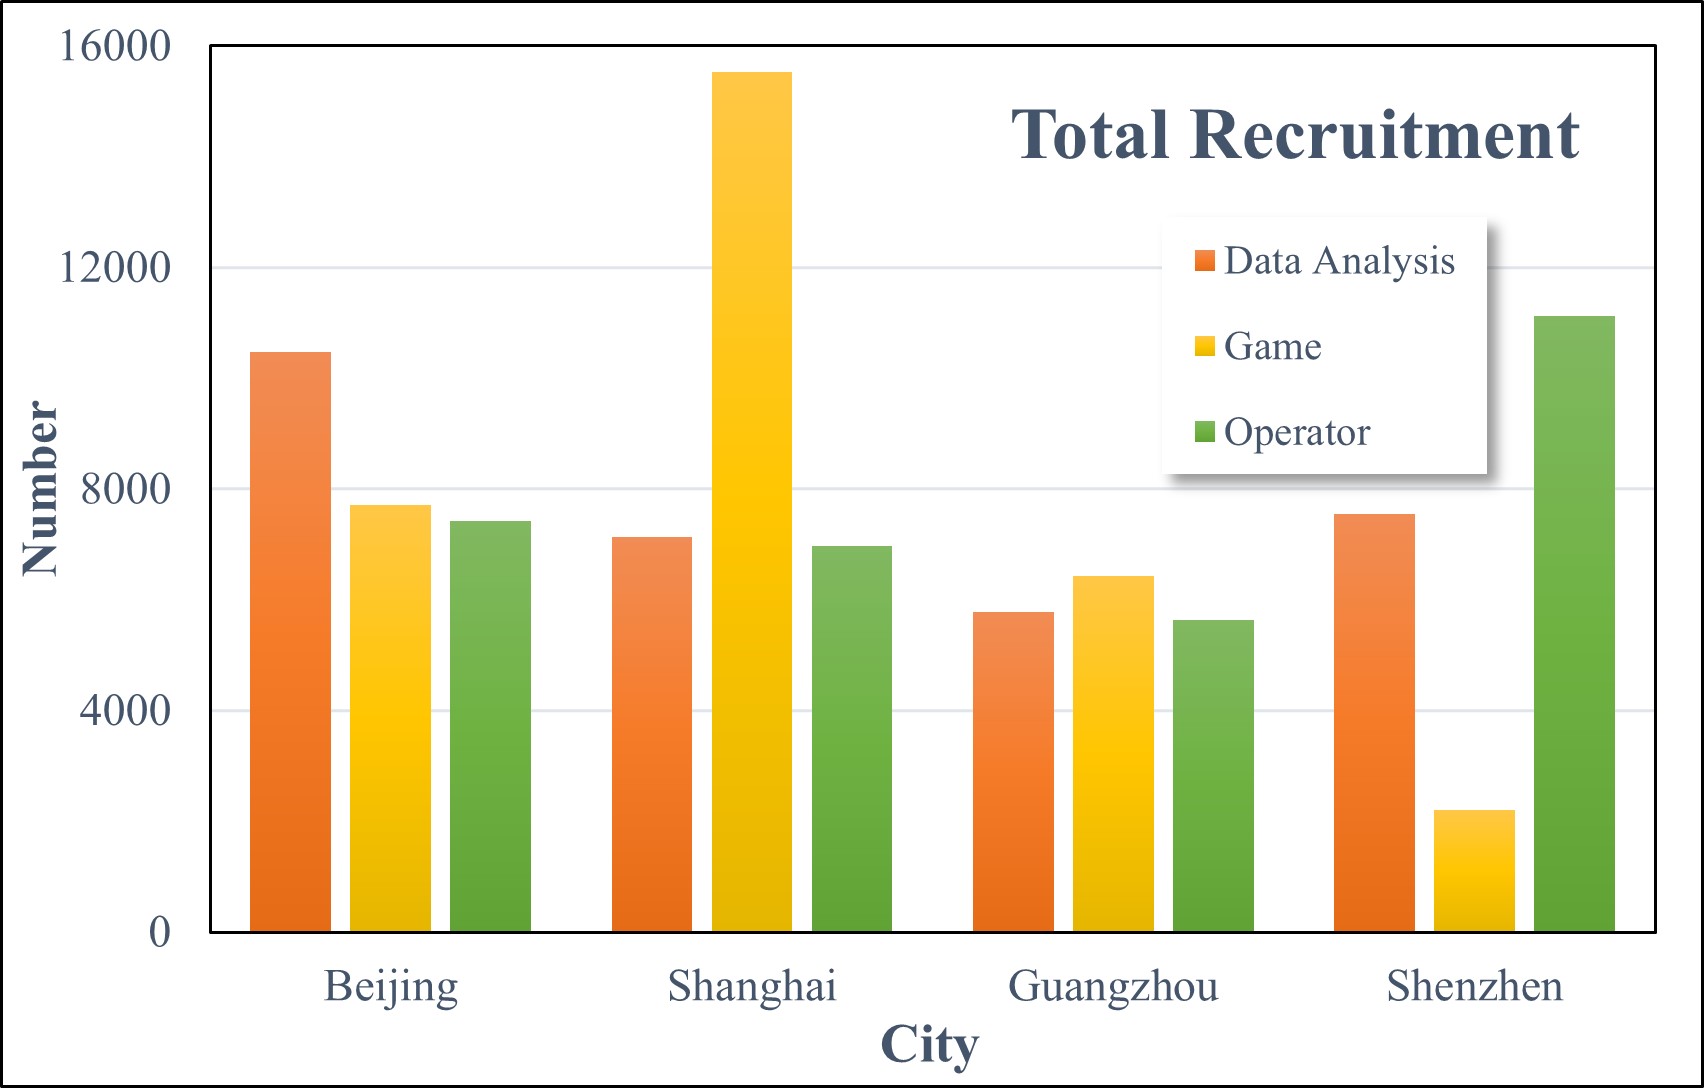 Total Recruitment
Data Analysis
Game
Operator
Number
16000
12000
8000
4000
0
Beijing Shanghai Guangzhou Shenzhen
City